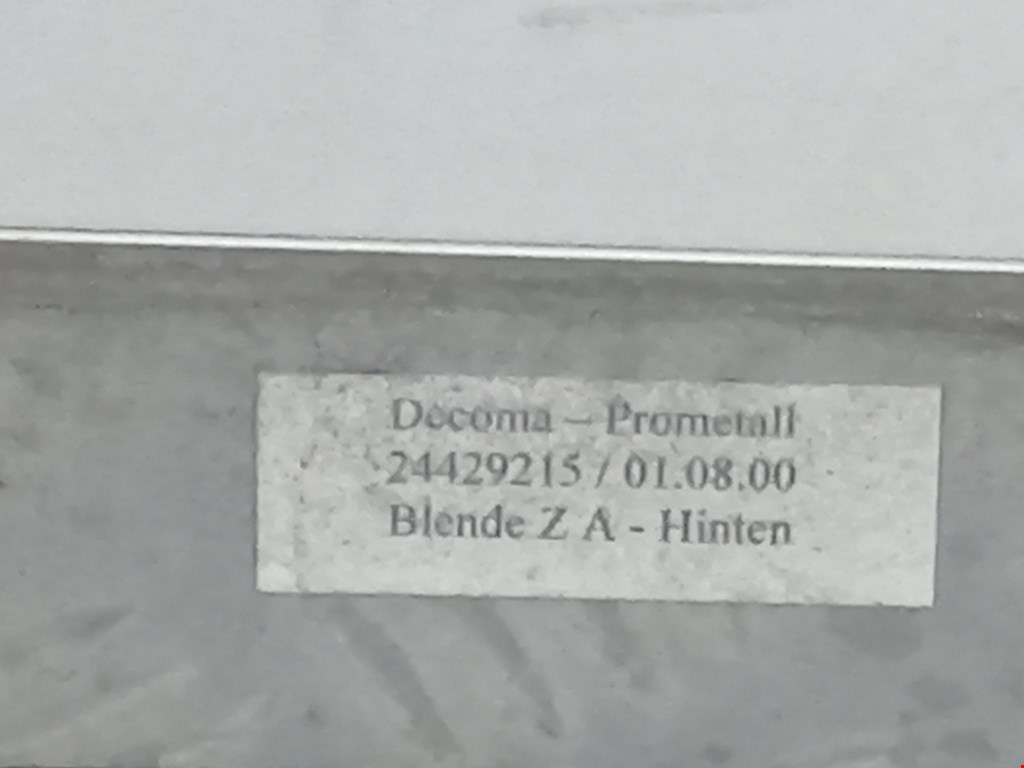 Decoma – Prometall
24429215 / 01.08.00
Blende Z A - Hinten